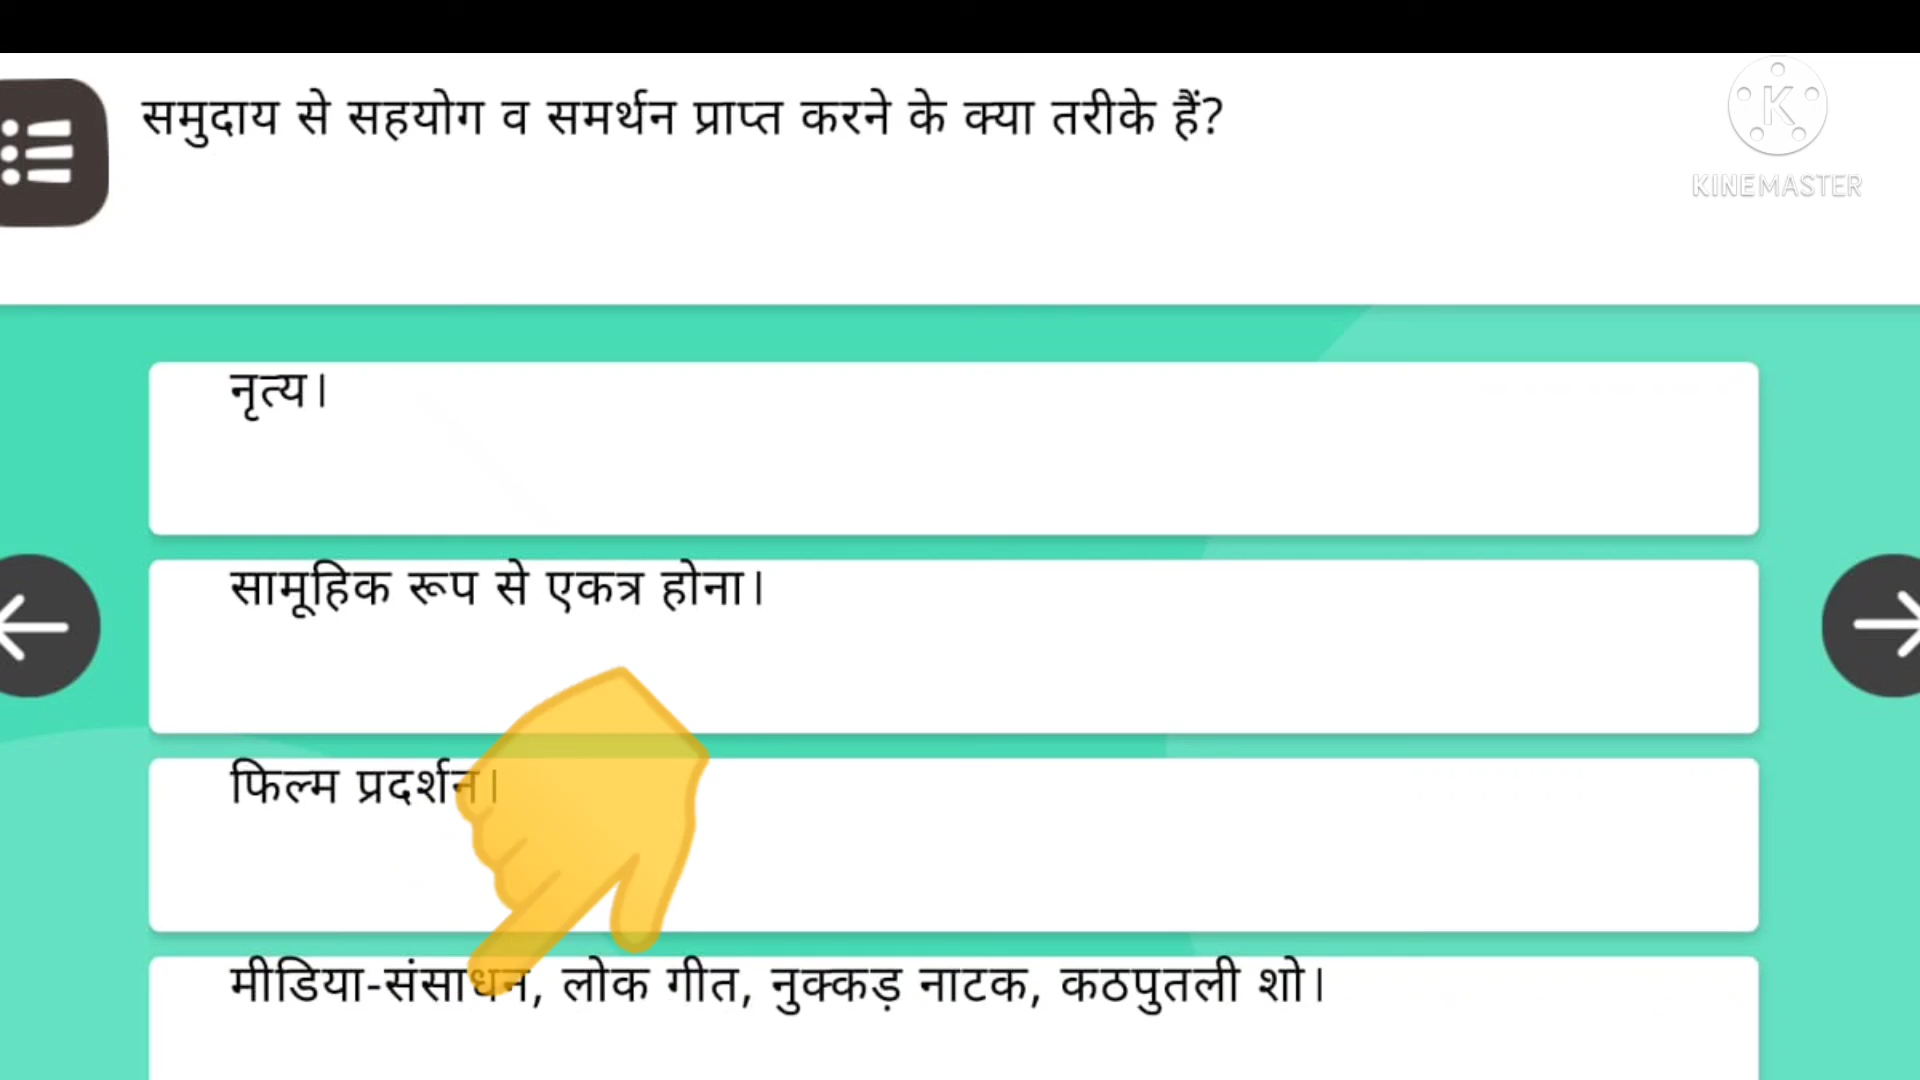 समुदाय से सहयोग व समर्थन प्राप्त करने के क्या तरीके हैं?
KINEMASTER
नृत्य।
सामूहिक रूप से एकत्र होना।
फिल्म प्रदर्शन।
मीडिया-संसाधन, लोक गीत, नुक्कड़ नाटक, कठपुतली शो।